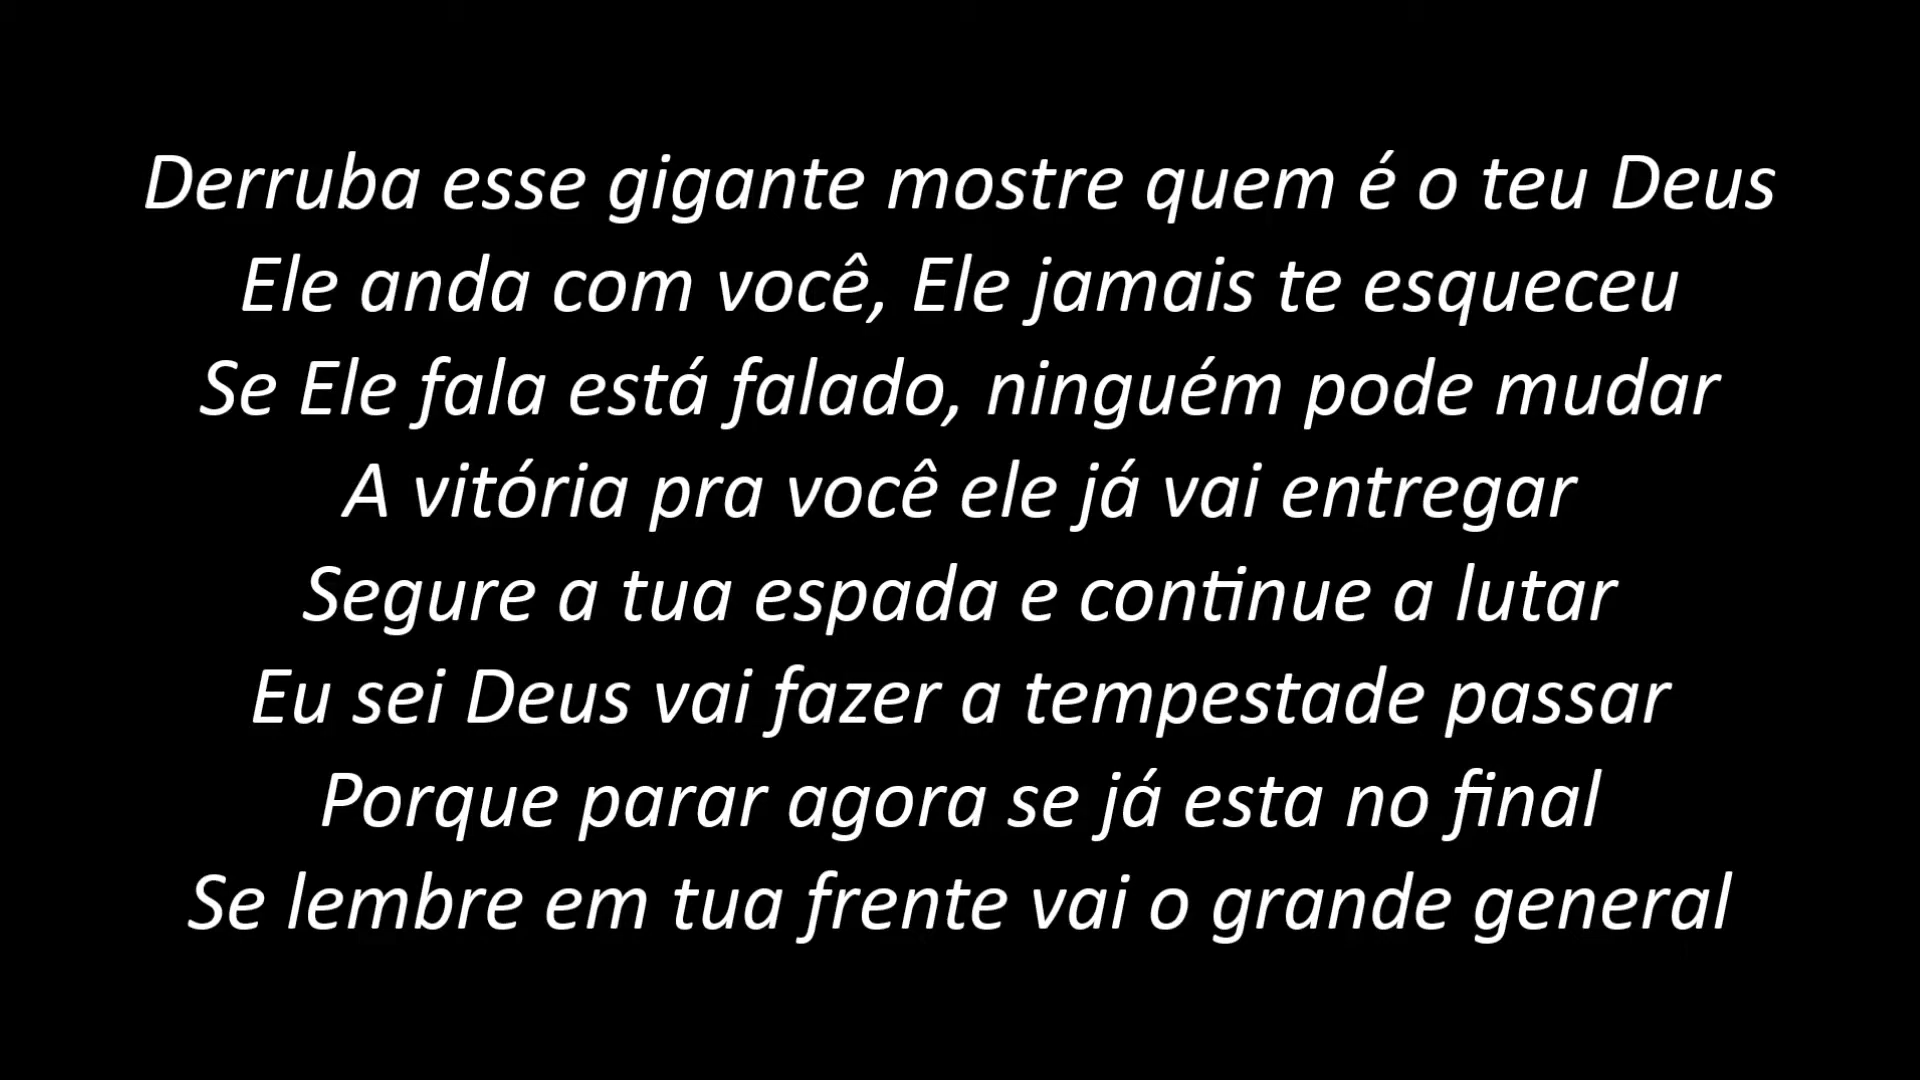 Derruba esse gigante mostre quem é o teu Deus
Ele anda com você, Ele jamais te esqueceu
Se Ele fala está falado, ninguém pode mudar
A vitória pra você ele já vai entregar
Segure a tua espada e continue a lutar
Eu sei Deus vai fazer a tempestade passar
Porque parar agora se já esta no final
Se lembre em tua frente vai o grande general